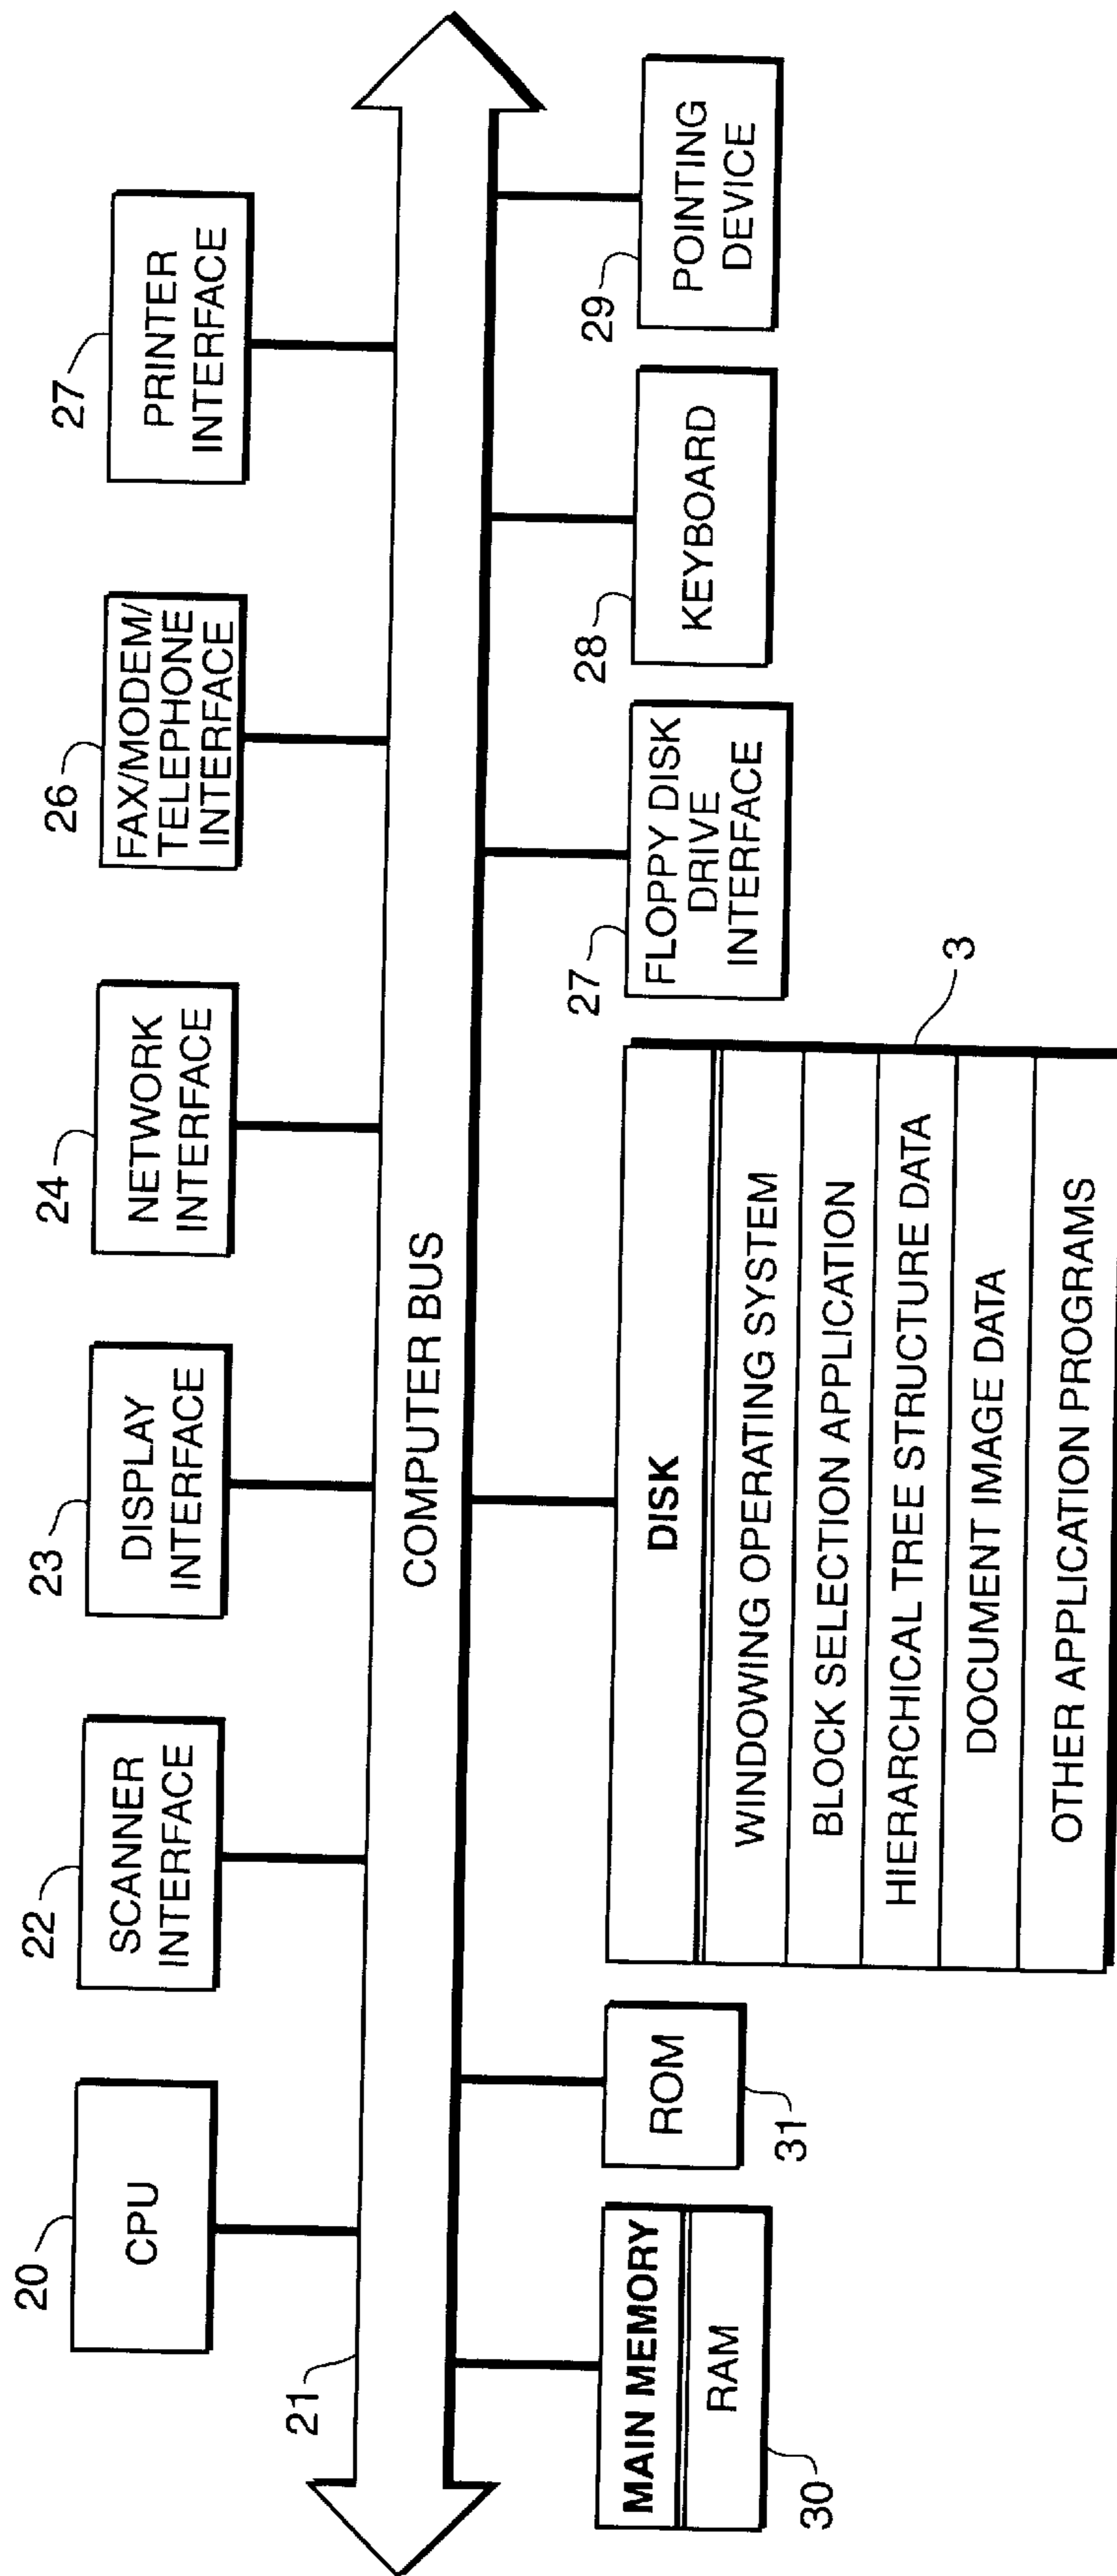 20
CPU
22
SCANNER
INTERFACE
23
DISPLAY
INTERFACE
24
NETWORK
INTERFACE
26
FAX/MODEM/
TELEPHONE
INTERFACE
27
PRINTER
INTERFACE
21
COMPUTER BUS
MAIN MEMORY
RAM
30
ROM
31
DISK
WINDOWING OPERATING SYSTEM
BLOCK SELECTION APPLICATION
HIERARCHICAL TREE STRUCTURE DATA
DOCUMENT IMAGE DATA
OTHER APPLICATION PROGRAMS
3
27
FLOPPY DISK
DRIVE
INTERFACE
28
KEYBOARD
29
POINTING
DEVICE